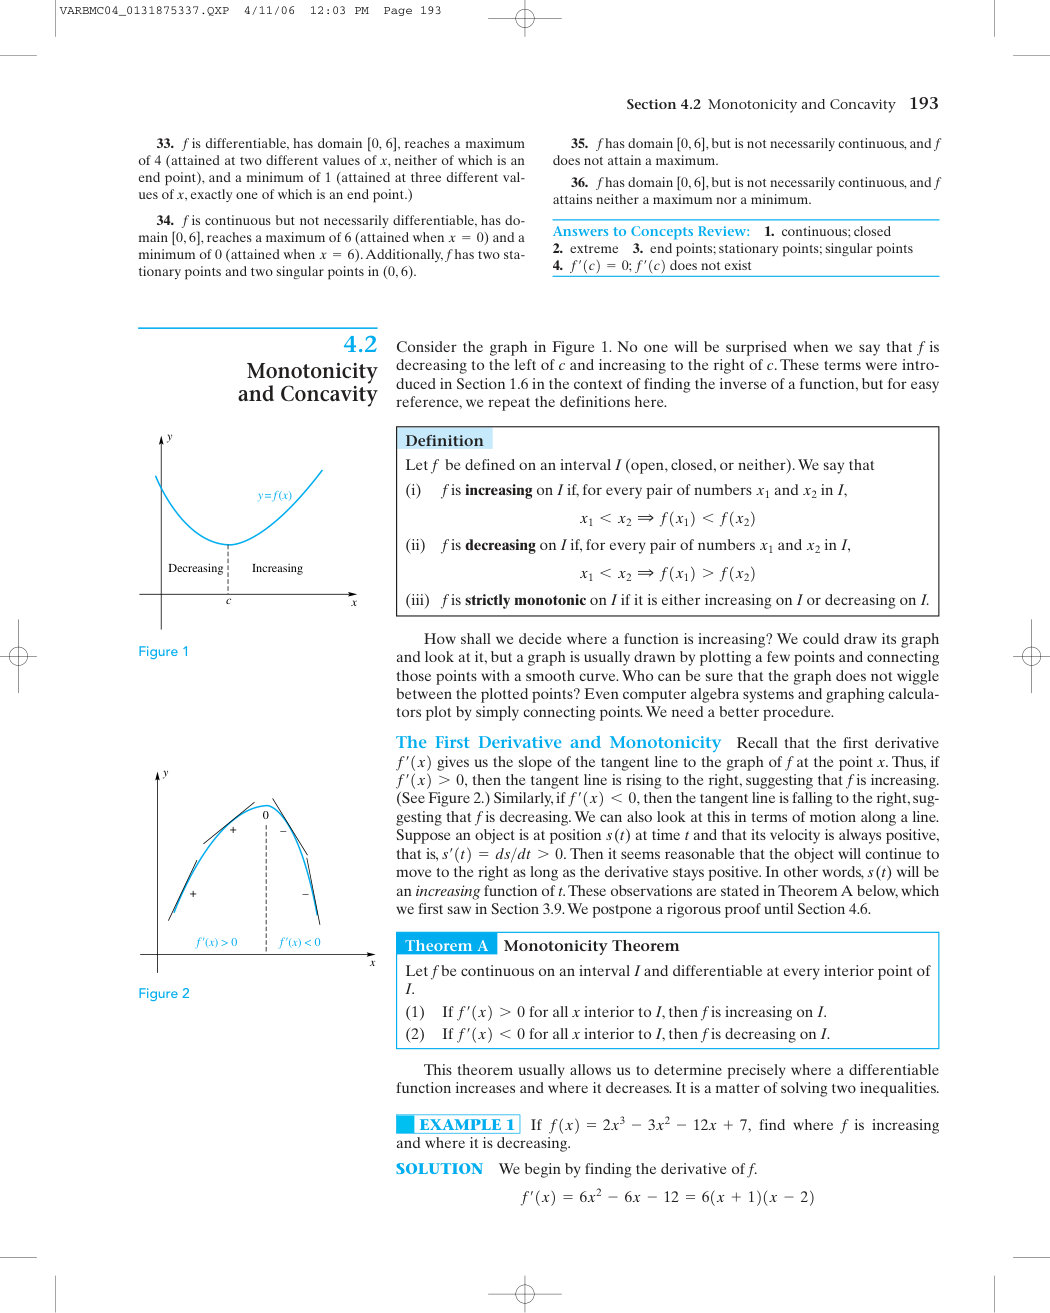 VARBMC04_0131875337.QXP 4/11/06 12:03 PM Page 193
Section 4.2 Monotonicity and Concavity 193
33. f is differentiable, has domain [0, 6], reaches a maximum
of 4 (attained at two different values of x, neither of which is an
end point), and a minimum of 1 (attained at three different val-
ues of x, exactly one of which is an end point.)
34. f is continuous but not necessarily differentiable, has do-
main [0, 6], reaches a maximum of 6 (attained when x = 0) and a
minimum of 0 (attained when x = 6). Additionally, f has two sta-
tionary points and two singular points in (0, 6).
35. f has domain [0, 6], but is not necessarily continuous, and f
does not attain a maximum.
36. f has domain [0, 6], but is not necessarily continuous, and f
attains neither a maximum nor a minimum.
Answers to Concepts Review: 1. continuous; closed
2. extreme 3. end points; stationary points; singular points
4. f′(c) = 0; f′(c) does not exist
4.2
Monotonicity
and Concavity
Consider the graph in Figure 1. No one will be surprised when we say that f is
decreasing to the left of c and increasing to the right of c. These terms were intro-
duced in Section 1.6 in the context of finding the inverse of a function, but for easy
reference, we repeat the definitions here.
y
y = f(x)
Decreasing Increasing
c
x
Figure 1
Definition
Let f be defined on an interval I (open, closed, or neither). We say that
(i) f is increasing on I if, for every pair of numbers x₁ and x₂ in I,
x₁ < x₂ ⇒ f(x₁) < f(x₂)
(ii) f is decreasing on I if, for every pair of numbers x₁ and x₂ in I,
x₁ < x₂ ⇒ f(x₁) > f(x₂)
(iii) f is strictly monotonic on I if it is either increasing on I or decreasing on I.
How shall we decide where a function is increasing? We could draw its graph
and look at it, but a graph is usually drawn by plotting a few points and connecting
those points with a smooth curve. Who can be sure that the graph does not wiggle
between the plotted points? Even computer algebra systems and graphing calcula-
tors plot by simply connecting points. We need a better procedure.
The First Derivative and Monotonicity Recall that the first derivative
f′(x) gives us the slope of the tangent line to the graph of f at the point x. Thus, if
f′(x) > 0, then the tangent line is rising to the right, suggesting that f is increasing.
(See Figure 2.) Similarly, if f′(x) < 0, then the tangent line is falling to the right, sug-
gesting that f is decreasing. We can also look at this in terms of motion along a line.
Suppose an object is at position s(t) at time t and that its velocity is always positive,
that is, s′(t) = ds/dt > 0. Then it seems reasonable that the object will continue to
move to the right as long as the derivative stays positive. In other words, s(t) will be
an increasing function of t. These observations are stated in Theorem A below, which
we first saw in Section 3.9. We postpone a rigorous proof until Section 4.6.
y
0
+ −
+ −
f′(x) > 0 f′(x) < 0
x
Figure 2
Theorem A Monotonicity Theorem
Let f be continuous on an interval I and differentiable at every interior point of
I.
(1) If f′(x) > 0 for all x interior to I, then f is increasing on I.
(2) If f′(x) < 0 for all x interior to I, then f is decreasing on I.
This theorem usually allows us to determine precisely where a differentiable
function increases and where it decreases. It is a matter of solving two inequalities.
EXAMPLE 1 If f(x) = 2x³ − 3x² − 12x + 7, find where f is increasing
and where it is decreasing.
SOLUTION We begin by finding the derivative of f.
f′(x) = 6x² − 6x − 12 = 6(x + 1)(x − 2)